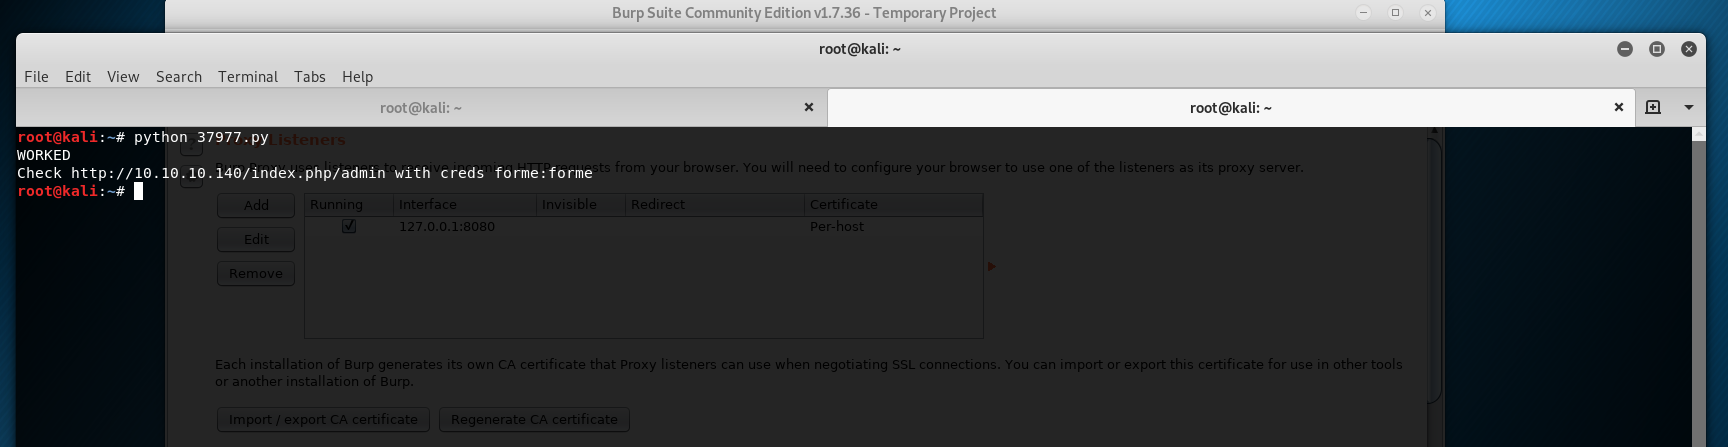 Burp Suite Community Edition v1.7.36 - Temporary Project
root@kali: ~
File Edit View Search Terminal Tabs Help
root@kali: ~ root@kali: ~
root@kali:~# python 37977.py
WORKED
Check http://10.10.10.140/index.php/admin with creds forme:forme
root@kali:~#
Listeners
Burp Proxy uses listeners to receive incoming HTTP requests from your browser. You will need to configure your browser to use one of the listeners as its proxy server.
Add
Edit
Remove
Running Interface Invisible Redirect Certificate
127.0.0.1:8080 Per-host
Each installation of Burp generates its own CA certificate that Proxy listeners can use when negotiating SSL connections. You can import or export this certificate for use in other tools
or another installation of Burp.
Import / export CA certificate Regenerate CA certificate